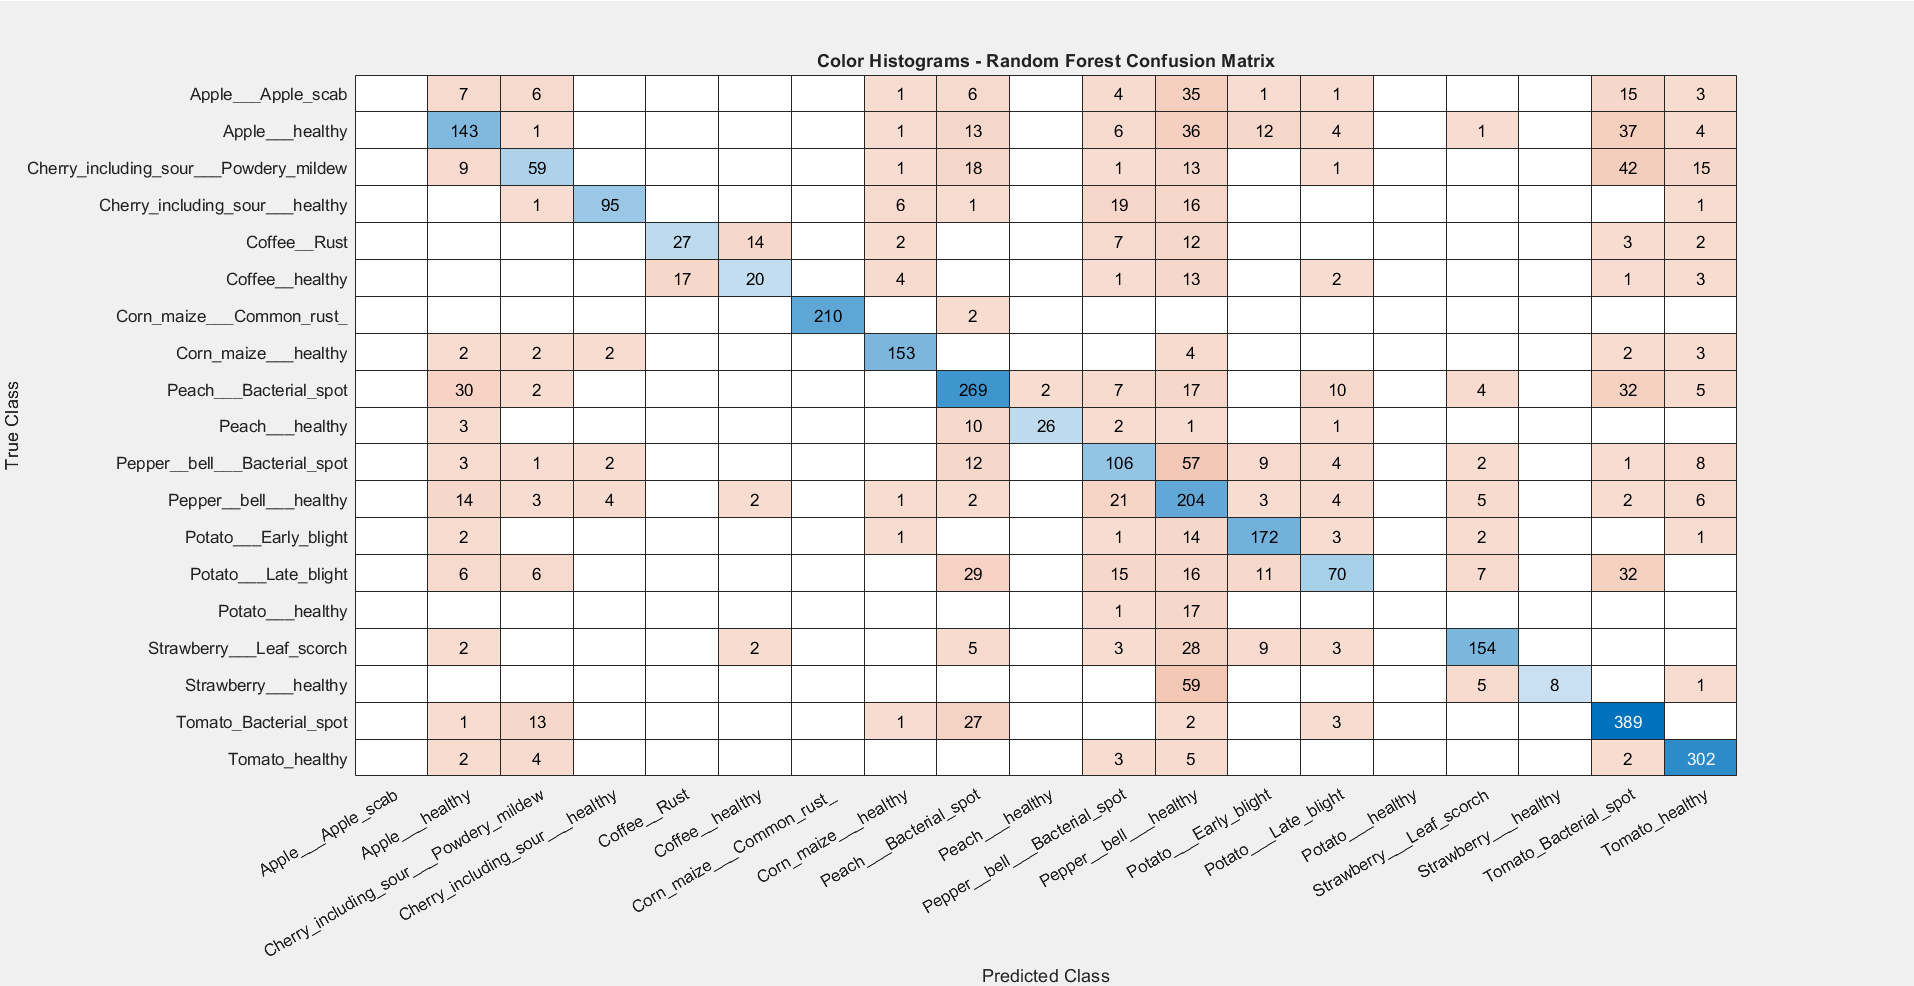 Color Histograms - Random Forest Confusion Matrix
Apple___Apple_scab 7 6 1 6 4 35 1 1 15 3
Apple___healthy 143 1 1 13 6 36 12 4 1 37 4
Cherry_including_sour___Powdery_mildew 9 59 1 18 1 13 1 42 15
Cherry_including_sour___healthy 1 95 6 1 19 16 1
Coffee__Rust 27 14 2 7 12 3 2
Coffee__healthy 17 20 4 1 13 2 1 3
Corn_maize___Common_rust_ 210 2
Corn_maize___healthy 2 2 2 153 4 2 3
Peach___Bacterial_spot 30 2 269 2 7 17 10 4 32 5
Peach___healthy 3 10 26 2 1 1
Pepper__bell___Bacterial_spot 3 1 2 12 106 57 9 4 2 1 8
Pepper__bell___healthy 14 3 4 2 1 2 21 204 3 4 5 2 6
Potato___Early_blight 2 1 1 14 172 3 2 1
Potato___Late_blight 6 6 29 15 16 11 70 7 32
Potato___healthy 1 17
Strawberry___Leaf_scorch 2 2 5 3 28 9 3 154
Strawberry___healthy 59 5 8 1
Tomato_Bacterial_spot 1 13 1 27 2 3 389
Tomato_healthy 2 4 3 5 2 302
True Class
Apple___Apple_scab
Apple___healthy
Cherry_including_sour___Powdery_mildew
Cherry_including_sour___healthy
Coffee__Rust
Coffee__healthy
Corn_maize___Common_rust_
Corn_maize___healthy
Peach___Bacterial_spot
Peach___healthy
Pepper__bell___Bacterial_spot
Pepper__bell___healthy
Potato___Early_blight
Potato___Late_blight
Potato___healthy
Strawberry___Leaf_scorch
Strawberry___healthy
Tomato_Bacterial_spot
Tomato_healthy
Predicted Class